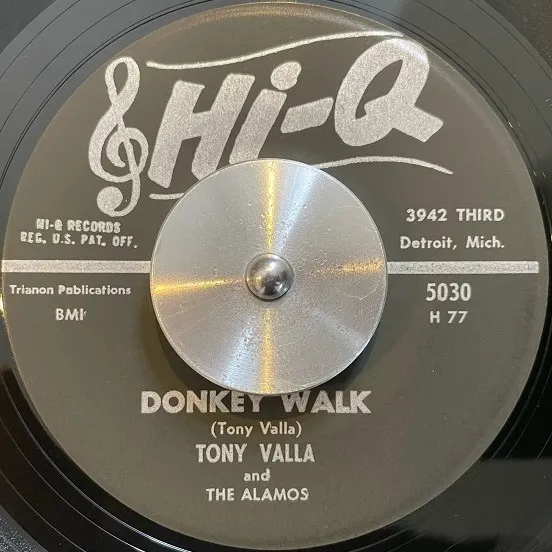 Hi-Q
HI-Q RECORDS
REG. U.S. PAT. OFF.
3942 THIRD
Detroit, Mich.
Trianon Publications
BMI
5030
H 77
DONKEY WALK
(Tony Valla)
TONY VALLA
and
THE ALAMOS